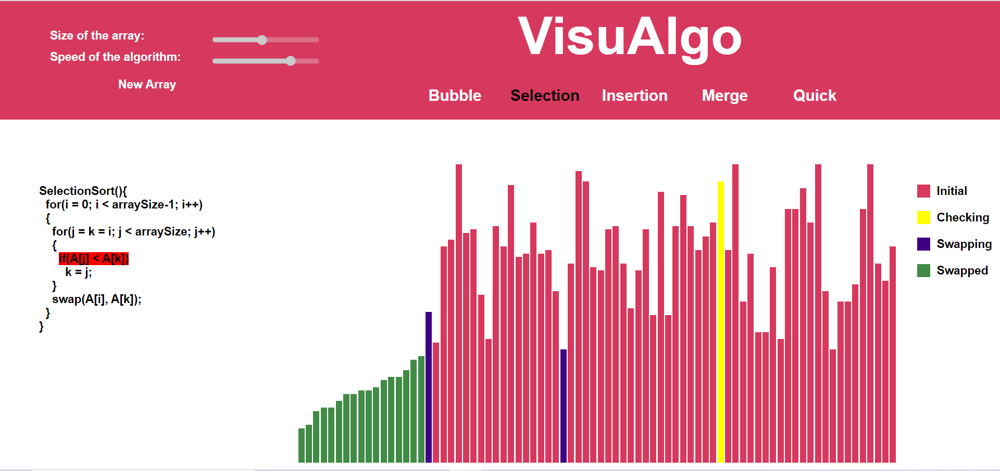 Size of the array:
Speed of the algorithm:
New Array
VisuAlgo
Bubble Selection Insertion Merge Quick
SelectionSort(){
for(i = 0; i < arraySize-1; i++)
{
for(j = k = i; j < arraySize; j++)
{
if(A[j] < A[k])
k = j;
}
swap(A[i], A[k]);
}
}
Initial
Checking
Swapping
Swapped